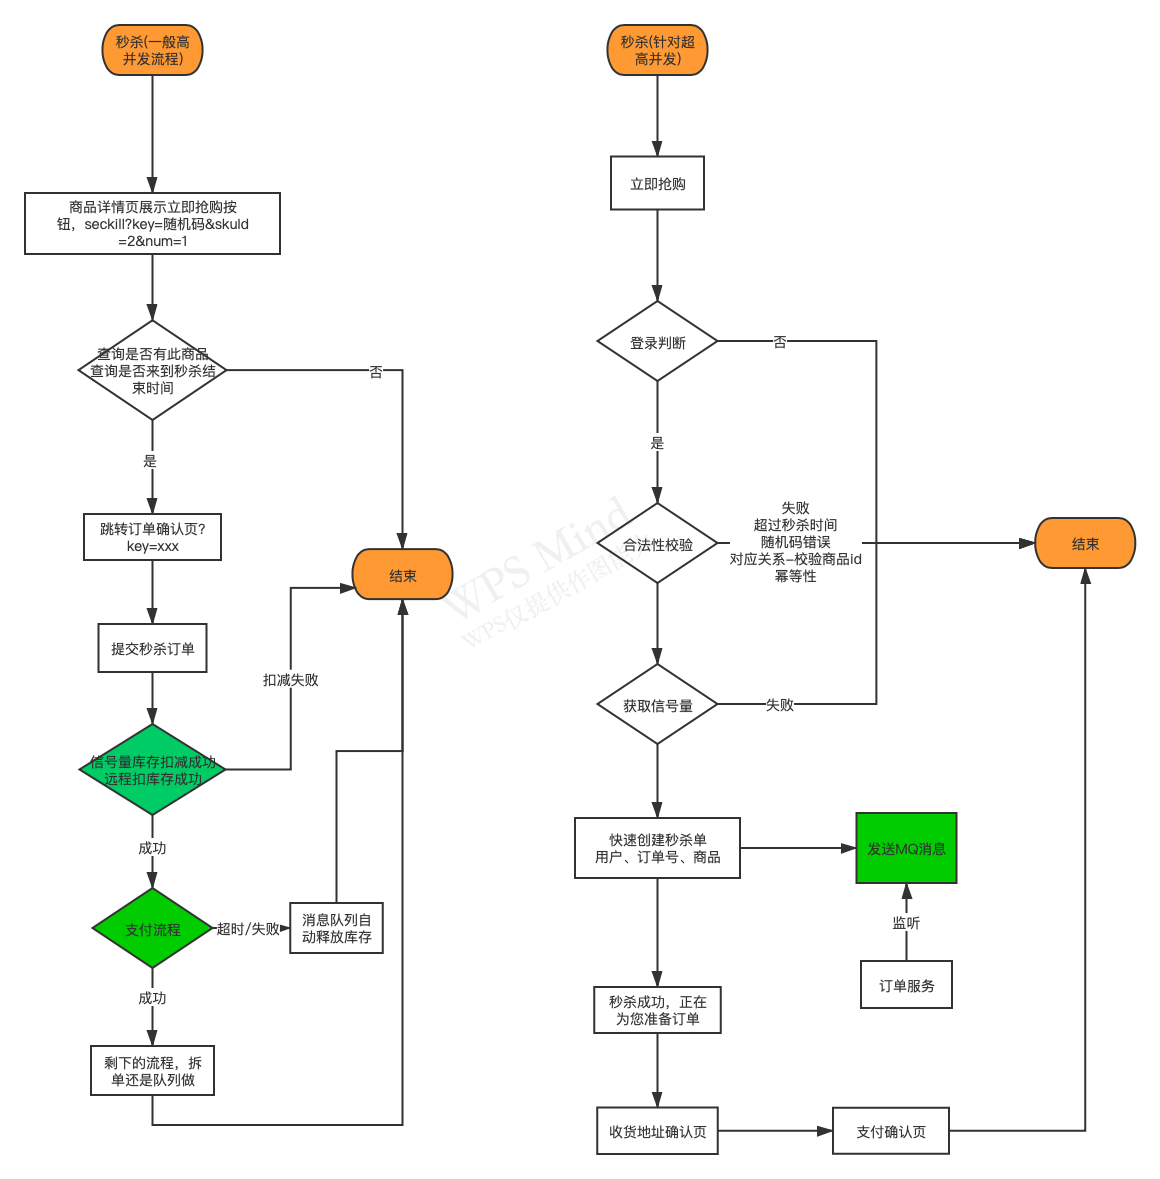 秒杀(一般高
并发流程)
商品详情页展示立即抢购按
钮，seckill?key=随机码&skuId
=2&num=1
查询是否有此商品
查询是否来到秒杀结
束时间
否
是
跳转订单确认页?
key=xxx
提交秒杀订单
结束
扣减失败
信号量库存扣减成功
远程扣库存成功
成功
支付流程
超时/失败
消息队列自
动释放库存
成功
剩下的流程，拆
单还是队列做
秒杀(针对超
高并发)
立即抢购
登录判断
否
是
合法性校验
失败
超过秒杀时间
随机码错误
对应关系-校验商品id
幂等性
结束
获取信号量
失败
快速创建秒杀单
用户、订单号、商品
发送MQ消息
监听
订单服务
秒杀成功，正在
为您准备订单
收货地址确认页
支付确认页
WPS Mind
WPS仅提供作图